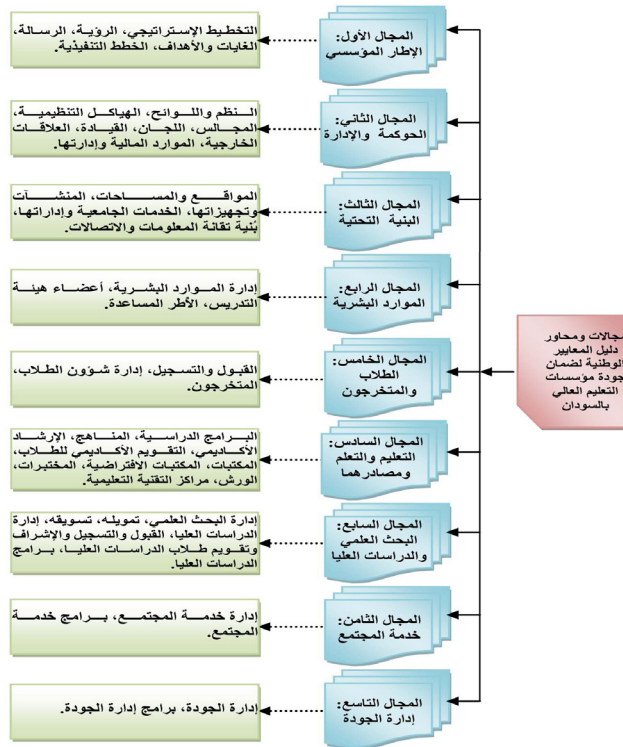 مجالات ومحاور
دليل المعايير
الوطنية لضمان
جودة مؤسسات
التعليم العالي
بالسودان
المجال الأول:
الإطار المؤسسي
التخطيط الإستراتيجي، الرؤية، الرسالة،
الغايات والأهداف، الخطط التنفيذية.
المجال الثاني:
الحوكمة والإدارة
النظم واللوائح، الهياكل التنظيمية،
المجالس، اللجان، القيادة، العلاقات
الخارجية، الموارد المالية وإدارتها.
المجال الثالث:
البنية التحتية
المواقع والمساحات، المنشآت
وتجهيزاتها، الخدمات الجامعية وإداراتها،
بُنية تقانة المعلومات والاتصالات.
المجال الرابع:
الموارد البشرية
إدارة الموارد البشرية، أعضاء هيئة
التدريس، الأطر المساعدة.
المجال الخامس:
الطلاب
والمتخرجون
القبول والتسجيل، إدارة شؤون الطلاب،
المتخرجون.
المجال السادس:
التعليم والتعلم
ومصادرهما
البرامج الدراسية، المناهج، الإرشاد
الأكاديمي، التقويم الأكاديمي للطلاب،
المكتبات، المكتبات الافتراضية، المختبرات،
الورش، مراكز التقنية التعليمية.
المجال السابع:
البحث العلمي
والدراسات العليا
إدارة البحث العلمي، تمويله، تسويقه، إدارة
الدراسات العليا، القبول والتسجيل والإشراف
وتقويم طلاب الدراسات العليا، برامج
الدراسات العليا.
المجال الثامن:
خدمة المجتمع
إدارة خدمة المجتمع، برامج خدمة
المجتمع.
المجال التاسع:
إدارة الجودة
إدارة الجودة، برامج إدارة الجودة.